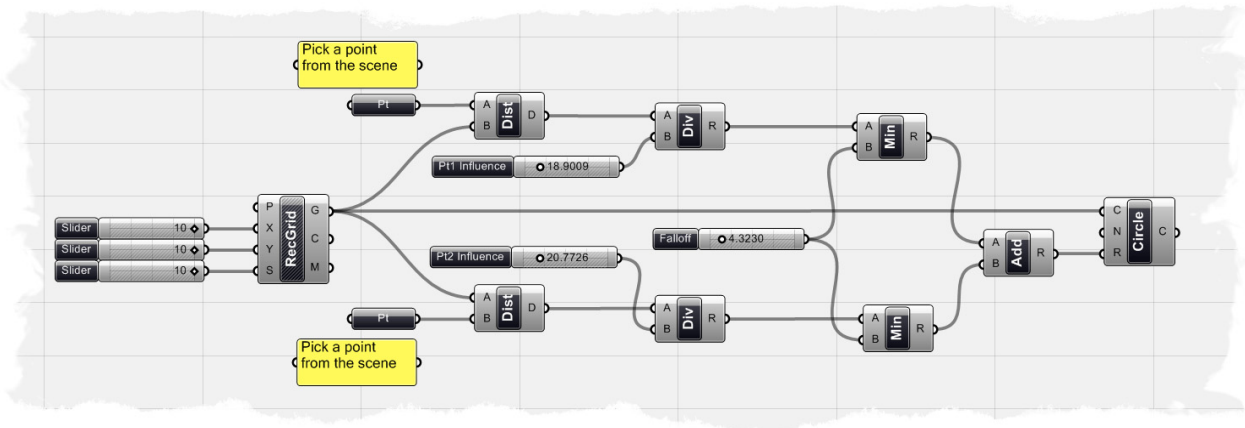 Pick a point
from the scene
Pt
A
B
Dist
D
A
B
Div
R
Pt1 Influence
18.9009
A
B
Min
R
Slider
10
Slider
10
Slider
10
P
X
Y
S
RecGrid
G
C
M
Falloff
4.3230
Pt2 Influence
20.7726
A
B
Add
R
C
N
R
Circle
C
Pt
A
B
Dist
D
A
B
Div
R
A
B
Min
R
Pick a point
from the scene